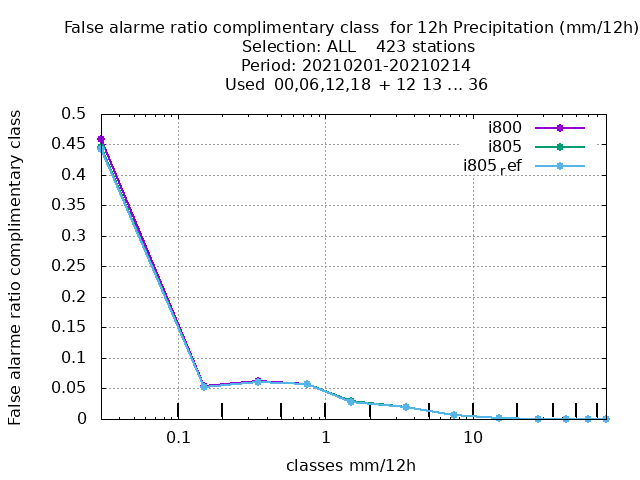 False alarme ratio complimentary class  for 12h Precipitation (mm/12h)
Selection: ALL    423 stations
Period: 20210201-20210214
Used  00,06,12,18  + 12 13 ... 36
False alarme ratio complimentary class
0.5
0.45
0.4
0.35
0.3
0.25
0.2
0.15
0.1
0.05
0
i800
i805
i805ref
0.1
1
10
classes mm/12h